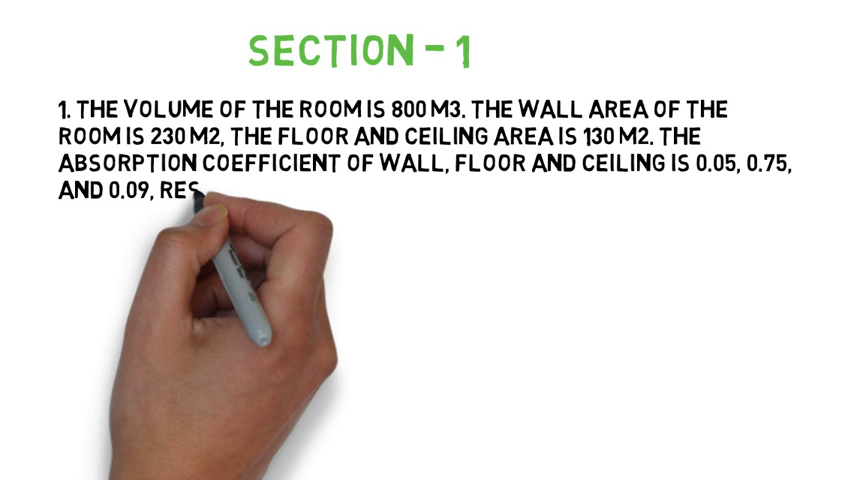 SECTION - 1
1. THE VOLUME OF THE ROOM IS 800 M3. THE WALL AREA OF THE
ROOM IS 230 M2, THE FLOOR AND CEILING AREA IS 130 M2. THE
ABSORPTION COEFFICIENT OF WALL, FLOOR AND CEILING IS 0.05, 0.75,
AND 0.09, RES